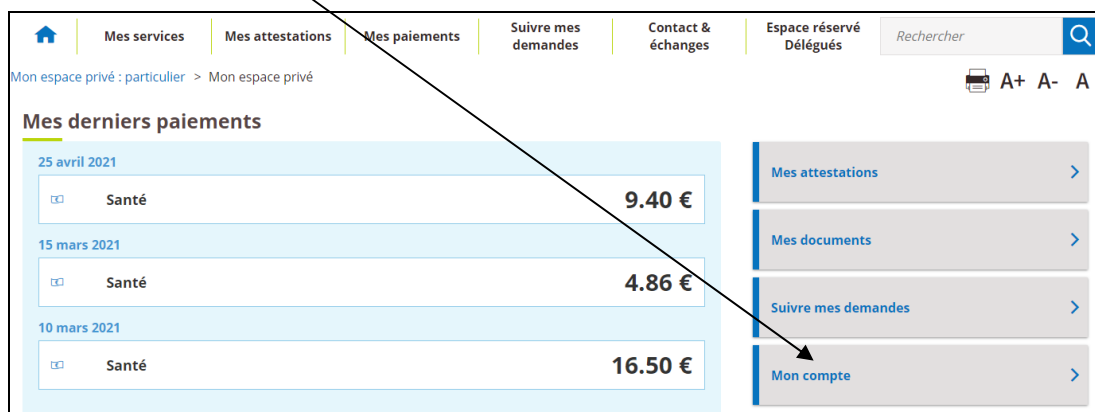 Mes services
Mes attestations
Mes paiements
Suivre mes
demandes
Contact &
échanges
Espace réservé
Délégués
Rechercher
Mon espace privé : particulier > Mon espace privé
A+ A- A
Mes derniers paiements
25 avril 2021
Santé 9.40 €
15 mars 2021
Santé 4.86 €
10 mars 2021
Santé 16.50 €
Mes attestations
Mes documents
Suivre mes demandes
Mon compte